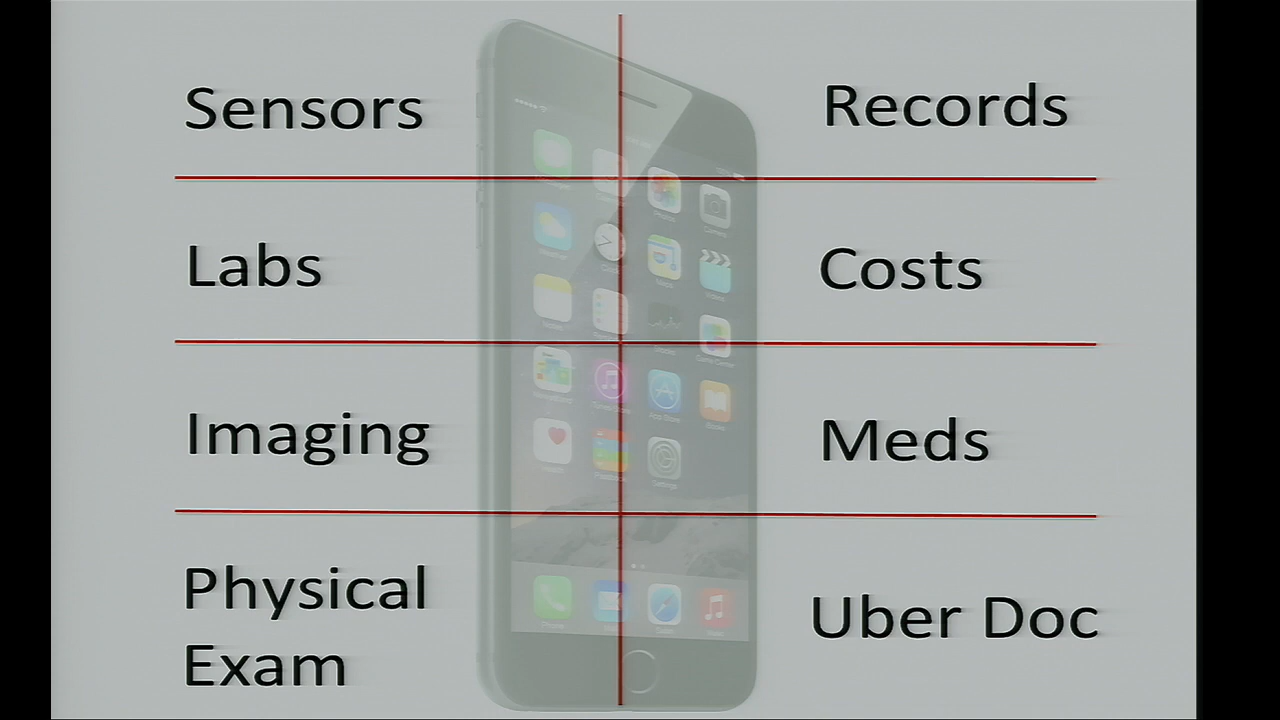 Sensors
Records
Labs
Costs
Imaging
Meds
Physical
Exam
Uber Doc